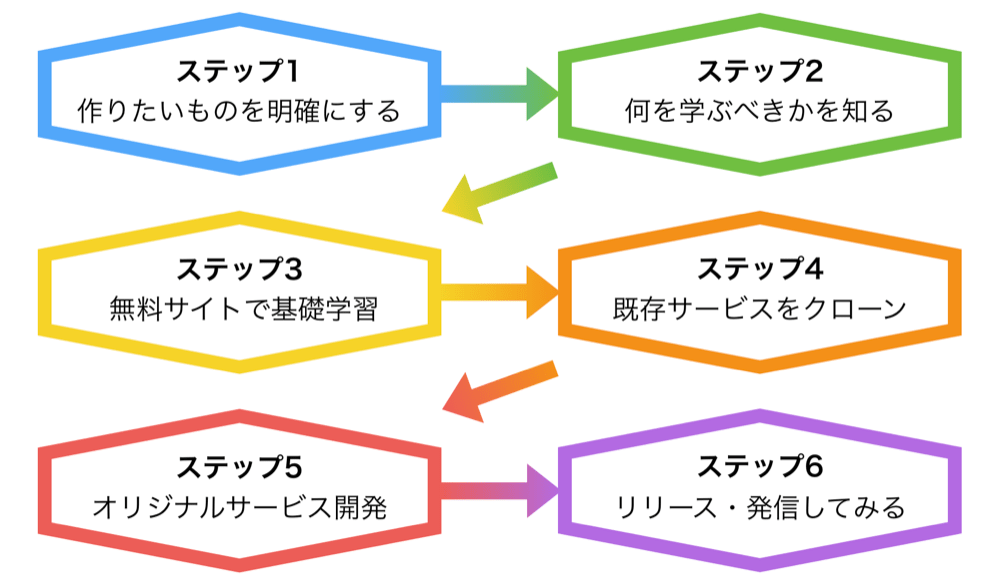 ステップ1
作りたいものを明確にする
ステップ2
何を学ぶべきかを知る
ステップ3
無料サイトで基礎学習
ステップ4
既存サービスをクローン
ステップ5
オリジナルサービス開発
ステップ6
リリース・発信してみる